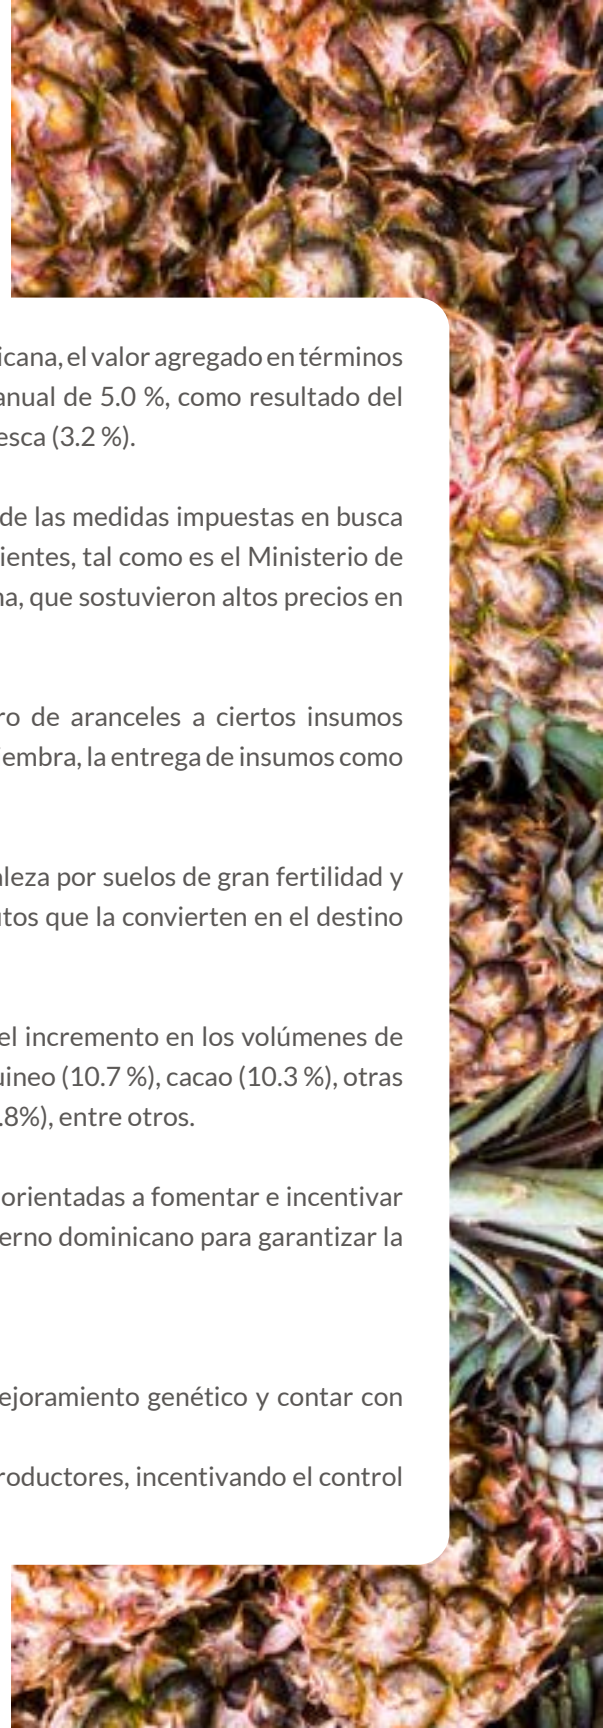 icana, el valor agregado en términos
anual de 5.0 %, como resultado del
esca (3.2 %).
de las medidas impuestas en busca
ientes, tal como es el Ministerio de
na, que sostuvieron altos precios en
ro de aranceles a ciertos insumos
iembra, la entrega de insumos como
aleza por suelos de gran fertilidad y
utos que la convierten en el destino
el incremento en los volúmenes de
uineo (10.7 %), cacao (10.3 %), otras
.8%), entre otros.
orientadas a fomentar e incentivar
erno dominicano para garantizar la
ejoramiento genético y contar con
roductores, incentivando el control